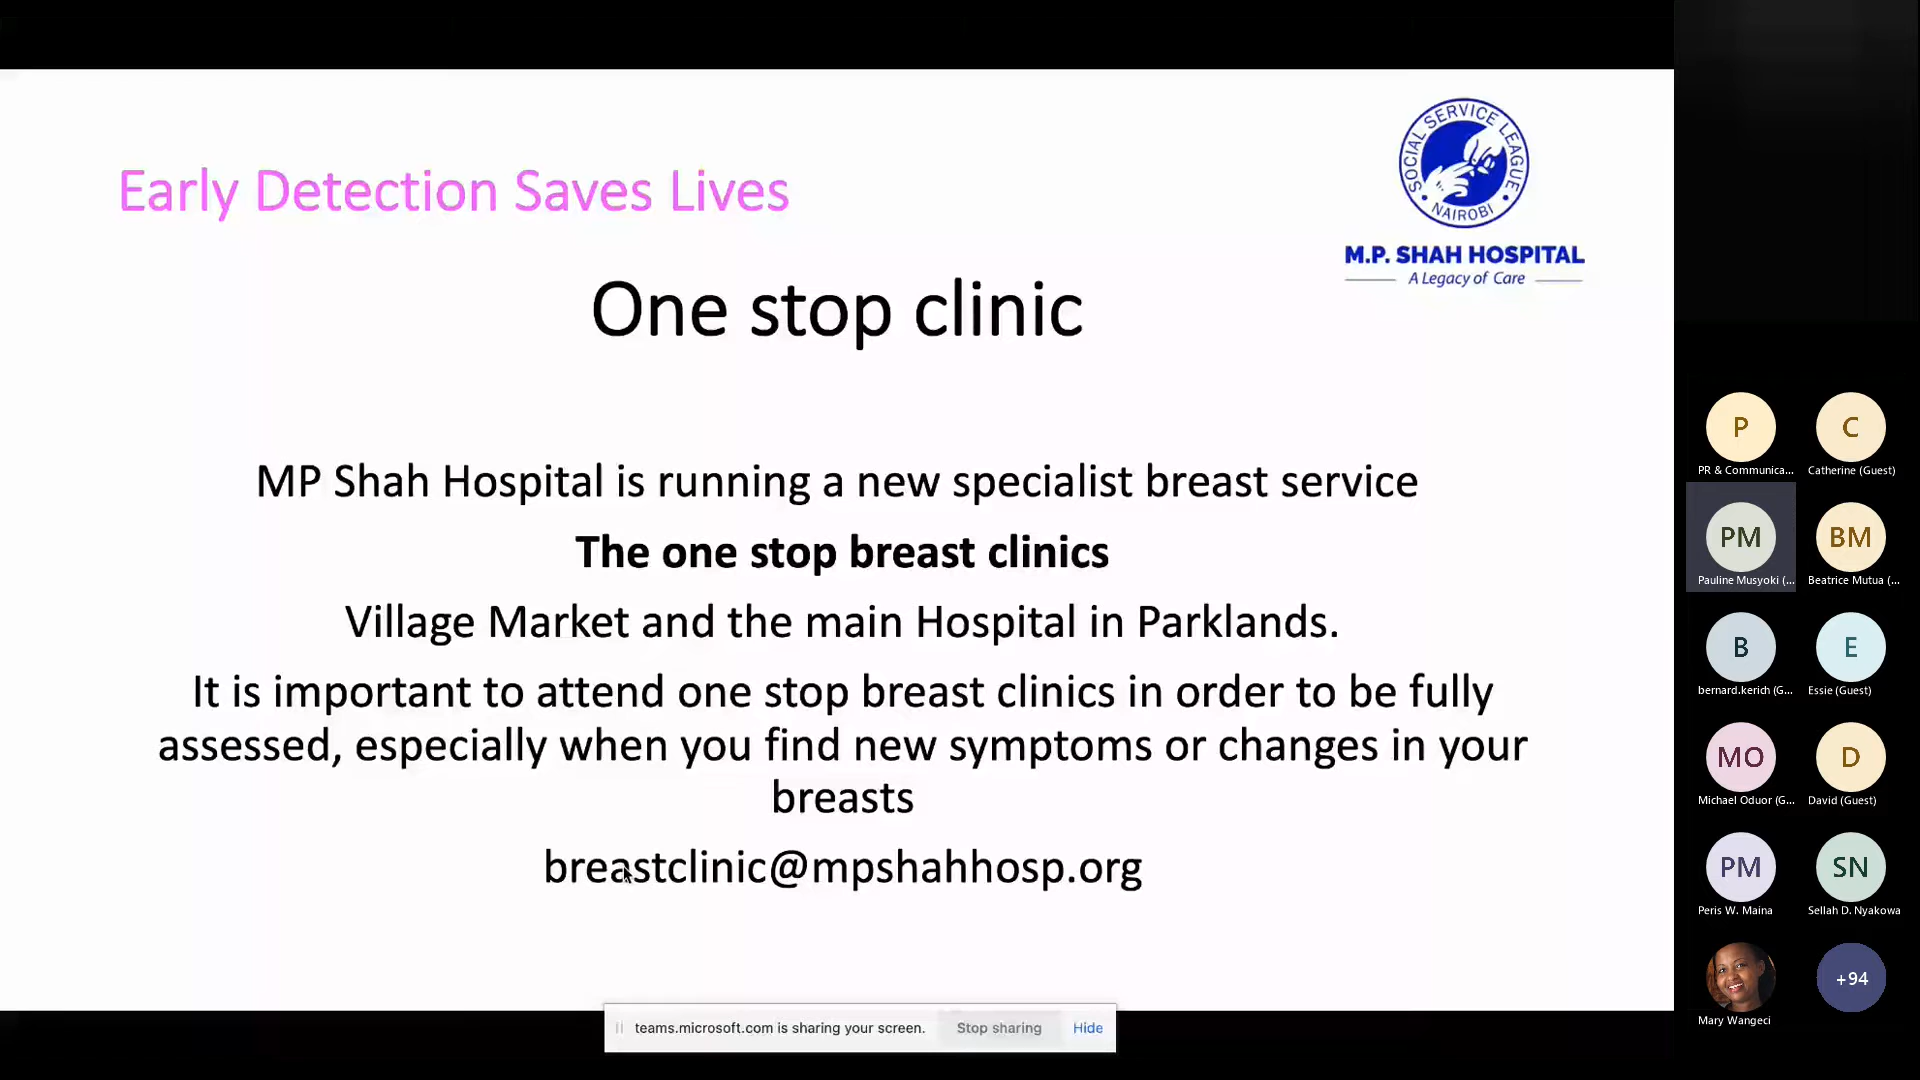 Early Detection Saves Lives
SOCIAL SERVICE LEAGUE
• NAIROBI •
M.P. SHAH HOSPITAL
A Legacy of Care
One stop clinic
MP Shah Hospital is running a new specialist breast service
The one stop breast clinics
Village Market and the main Hospital in Parklands.
It is important to attend one stop breast clinics in order to be fully
assessed, especially when you find new symptoms or changes in your
breasts
breastclinic@mpshahhosp.org
teams.microsoft.com is sharing your screen. Stop sharing Hide
P C
PR & Communica... Catherine (Guest)
PM BM
Pauline Musyoki (... Beatrice Mutua (...
B E
bernard.kerich (G... Essie (Guest)
MO D
Michael Oduor (G... David (Guest)
PM SN
Peris W. Maina Sellah D. Nyakowa
+94
Mary Wangeci